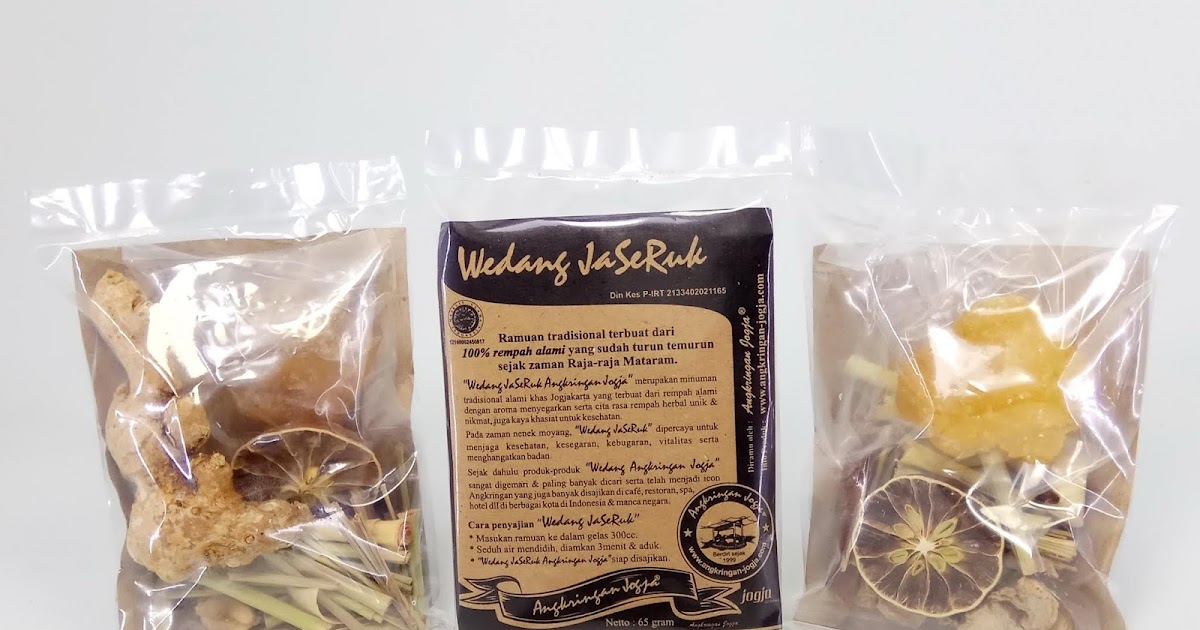 Wedang JaSeRuk
Din Kes P-IRT 2133402021165
12160002450817
Ramuan tradisional terbuat dari
100% rempah alami yang sudah turun temurun
sejak zaman Raja-raja Mataram.
"Wedang JaSeRuk Angkringan Jogja" merupakan minuman
tradisional alami khas Jogjakarta yang terbuat dari rempah alami
dengan aroma menyegarkan serta cita rasa rempah herbal unik &
nikmat, juga kaya khasiat untuk kesehatan.
Pada zaman nenek moyang, "Wedang JaSeRuk" dipercaya untuk
menjaga kesehatan, kesegaran, kebugaran, vitalitas serta
menghangatkan badan.
Sejak dahulu produk-produk "Wedang Angkringan Jogja"
sangat digemari & paling banyak dicari serta telah menjadi icon
Angkringan yang juga banyak disajikan di café, restoran, spa,
hotel dll di berbagai kota di Indonesia & manca negara.
Cara penyajian "Wedang JaSeRuk"
* Masukan ramuan ke dalam gelas 300cc.
* Seduh air mendidih, diamkan 3menit & aduk.
* "Wedang JaSeRuk Angkringan Jogja" siap disajikan.
Angkringan Jogja®
Netto : 65 gram
Diramu oleh : Angkringan Jogja®
Info Produk : www.angkringan-jogja.com
Angkringan Jogja
Berdiri sejak
1999
www.angkringan-jogja.com
jogja
Angkringan Jogja